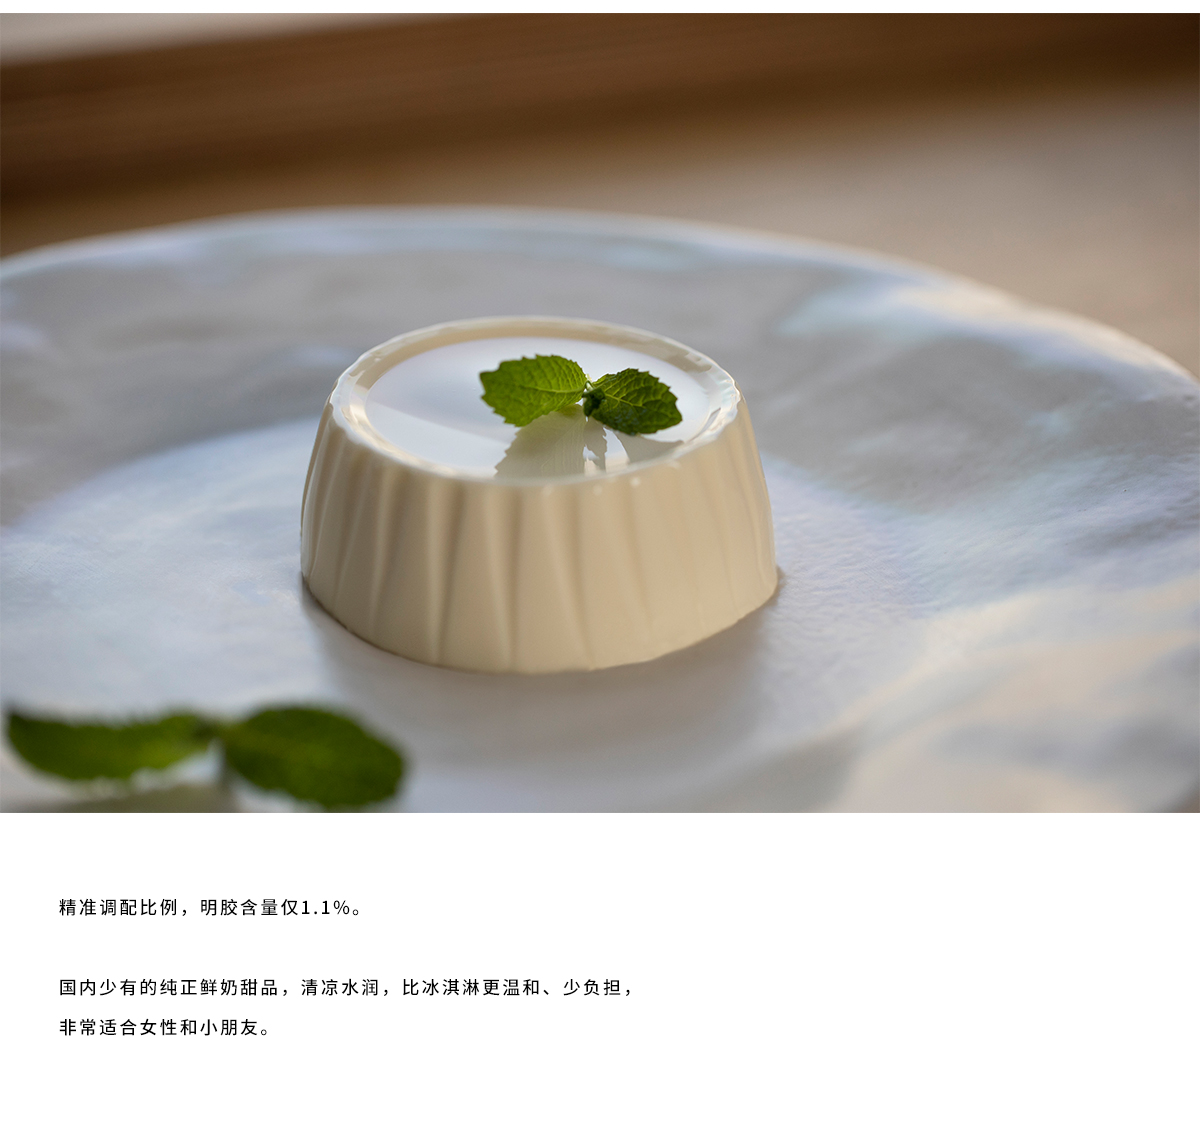 精准调配比例，明胶含量仅1.1%。
国内少有的纯正鲜奶甜品，清凉水润，比冰淇淋更温和、少负担，
非常适合女性和小朋友。